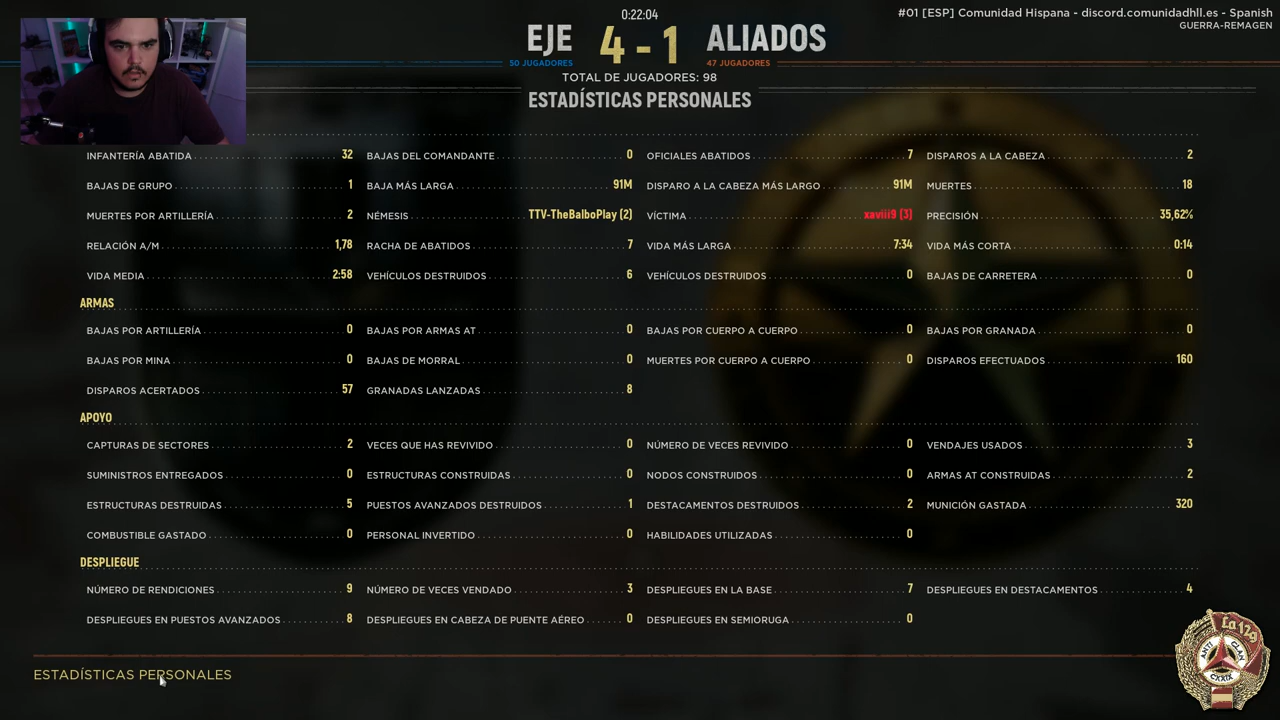 0:22:04
#01 [ESP] Comunidad Hispana - discord.comunidadhll.es - Spanish
GUERRA-REMAGEN
EJE 4 - 1 ALIADOS
50 JUGADORES 47 JUGADORES
TOTAL DE JUGADORES: 98
ESTADÍSTICAS PERSONALES
INFANTERÍA ABATIDA 32 BAJAS DEL COMANDANTE 0 OFICIALES ABATIDOS 7 DISPAROS A LA CABEZA 2
BAJAS DE GRUPO 1 BAJA MÁS LARGA 91M DISPARO A LA CABEZA MÁS LARGO 91M MUERTES 18
MUERTES POR ARTILLERÍA 2 NÉMESIS TTV-TheBalboPlay (2) VÍCTIMA xaviii9 (3) PRECISIÓN 35,62%
RELACIÓN A/M 1,78 RACHA DE ABATIDOS 7 VIDA MÁS LARGA 7:34 VIDA MÁS CORTA 0:14
VIDA MEDIA 2:58 VEHÍCULOS DESTRUIDOS 6 VEHÍCULOS DESTRUIDOS 0 BAJAS DE CARRETERA 0
ARMAS
BAJAS POR ARTILLERÍA 0 BAJAS POR ARMAS AT 0 BAJAS POR CUERPO A CUERPO 0 BAJAS POR GRANADA 0
BAJAS POR MINA 0 BAJAS DE MORRAL 0 MUERTES POR CUERPO A CUERPO 0 DISPAROS EFECTUADOS 160
DISPAROS ACERTADOS 57 GRANADAS LANZADAS 8
APOYO
CAPTURAS DE SECTORES 2 VECES QUE HAS REVIVIDO 0 NÚMERO DE VECES REVIVIDO 0 VENDAJES USADOS 3
SUMINISTROS ENTREGADOS 0 ESTRUCTURAS CONSTRUIDAS 0 NODOS CONSTRUIDOS 0 ARMAS AT CONSTRUIDAS 2
ESTRUCTURAS DESTRUIDAS 5 PUESTOS AVANZADOS DESTRUIDOS 1 DESTACAMENTOS DESTRUIDOS 2 MUNICIÓN GASTADA 320
COMBUSTIBLE GASTADO 0 PERSONAL INVERTIDO 0 HABILIDADES UTILIZADAS 0
DESPLIEGUE
NÚMERO DE RENDICIONES 9 NÚMERO DE VECES VENDADO 3 DESPLIEGUES EN LA BASE 7 DESPLIEGUES EN DESTACAMENTOS 4
DESPLIEGUES EN PUESTOS AVANZADOS 8 DESPLIEGUES EN CABEZA DE PUENTE AÉREO 0 DESPLIEGUES EN SEMIORUGA 0
ESTADÍSTICAS PERSONALES
La 129
ANTI CLAN
CXXIX